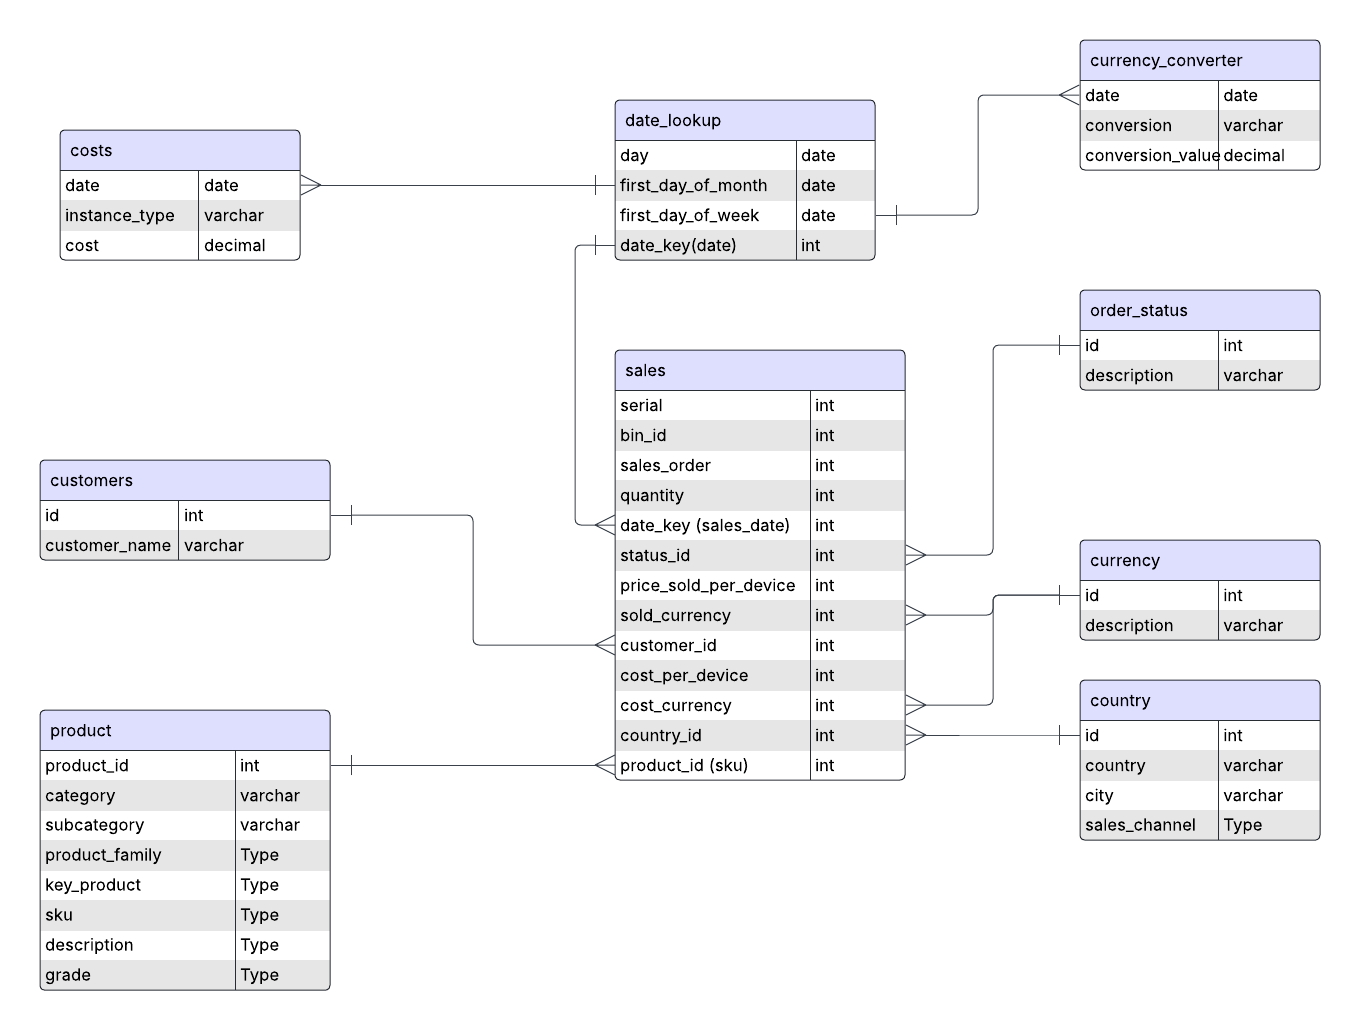 currency_converter
date date
conversion varchar
conversion_value decimal
date_lookup
day date
first_day_of_month date
first_day_of_week date
date_key(date) int
costs
date date
instance_type varchar
cost decimal
order_status
id int
description varchar
sales
serial int
bin_id int
sales_order int
quantity int
date_key (sales_date) int
status_id int
price_sold_per_device int
sold_currency int
customer_id int
cost_per_device int
cost_currency int
country_id int
product_id (sku) int
customers
id int
customer_name varchar
currency
id int
description varchar
country
id int
country varchar
city varchar
sales_channel Type
product
product_id int
category varchar
subcategory varchar
product_family Type
key_product Type
sku Type
description Type
grade Type